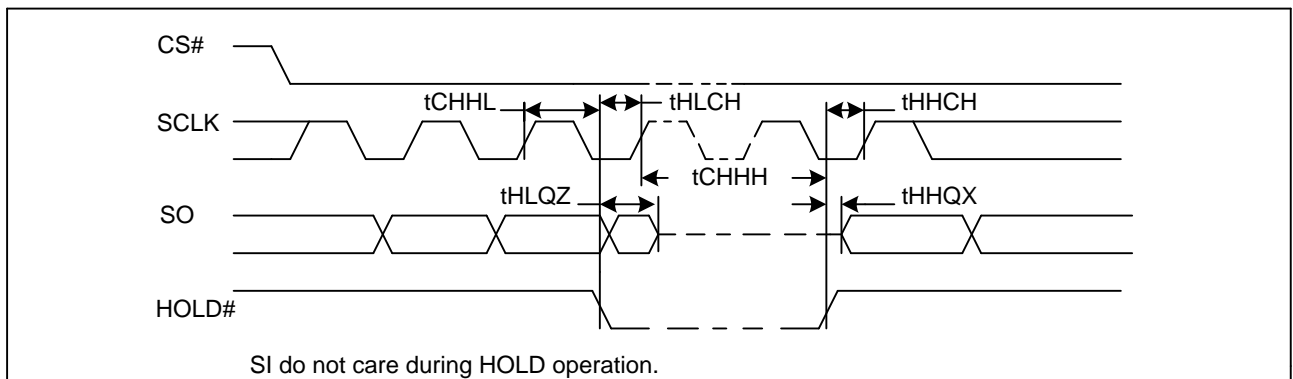 CS#
tCHHL
tHLCH
tHHCH
SCLK
tCHHH
tHLQZ
tHHQX
SO
HOLD#
SI do not care during HOLD operation.